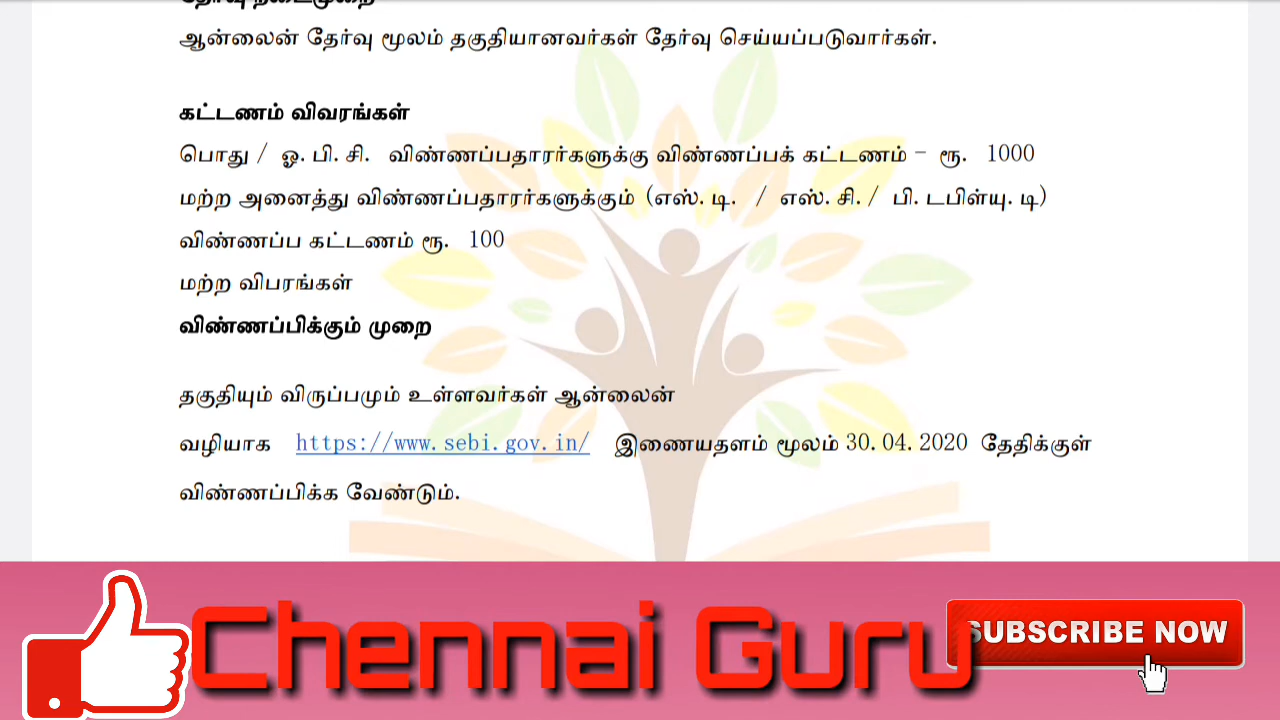 தேர்வு நடைமுறை
ஆன்லைன் தேர்வு மூலம் தகுதியானவர்கள் தேர்வு செய்யப்படுவார்கள்.
கட்டணம் விவரங்கள்
பொது / ஓ. பி. சி. விண்ணப்பதாரர்களுக்கு விண்ணப்பக் கட்டணம் – ரூ. 1000
மற்ற அனைத்து விண்ணப்பதாரர்களுக்கும் (எஸ். டி. / எஸ். சி. / பி. டபிள்யு. டி)
விண்ணப்ப கட்டணம் ரூ. 100
மற்ற விபரங்கள்
விண்ணப்பிக்கும் முறை
தகுதியும் விருப்பமும் உள்ளவர்கள் ஆன்லைன்
வழியாக https://www.sebi.gov.in/ இணையதளம் மூலம் 30.04.2020 தேதிக்குள்
விண்ணப்பிக்க வேண்டும்.
Chennai Guru
SUBSCRIBE NOW